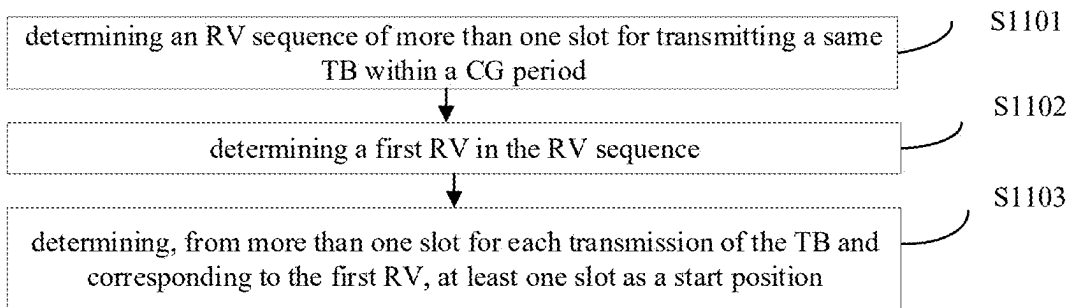 determining an RV sequence of more than one slot for transmitting a same
TB within a CG period
S1101
determining a first RV in the RV sequence
S1102
determining, from more than one slot for each transmission of the TB and
corresponding to the first RV, at least one slot as a start position
S1103